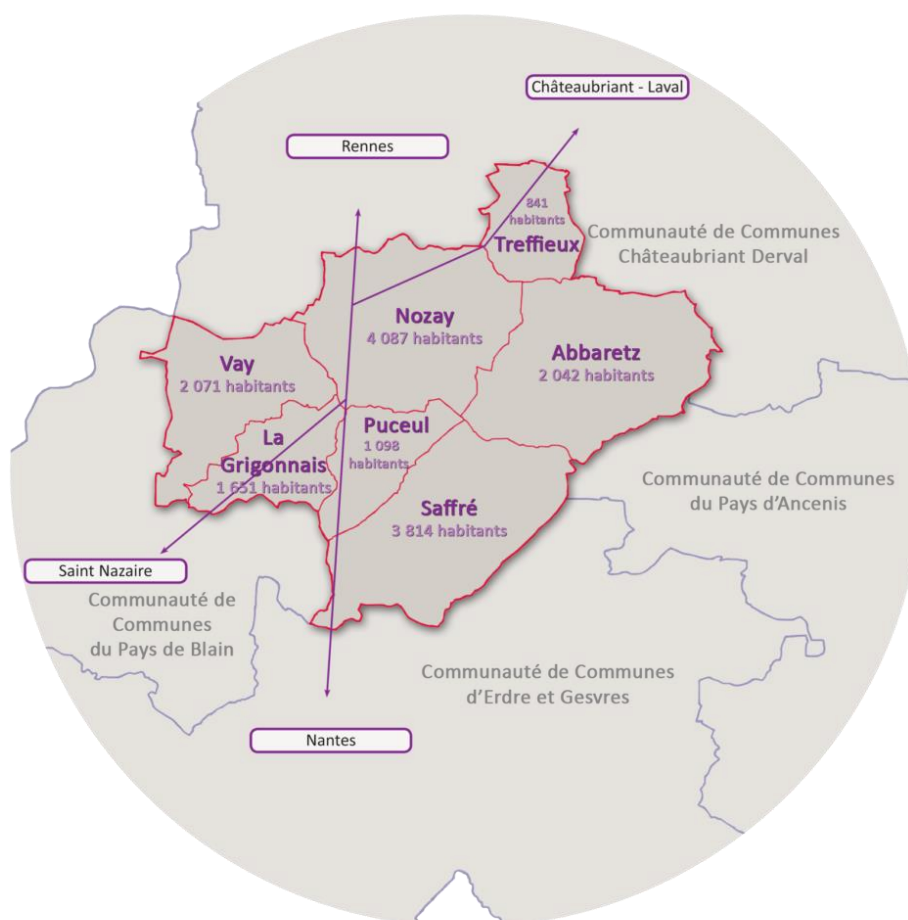 Châteaubriant - Laval
Rennes
841
habitants
Treffieux
Communauté de Communes
Châteaubriant Derval
Nozay
4 087 habitants
Vay
2 071 habitants
Abbaretz
2 042 habitants
La
Grigonnais
1 651 habitants
Puceul
1 098
habitants
Saffré
3 814 habitants
Communauté de Communes
du Pays d'Ancenis
Saint Nazaire
Communauté de
Communes
du Pays de Blain
Communauté de Communes
d'Erdre et Gesvres
Nantes